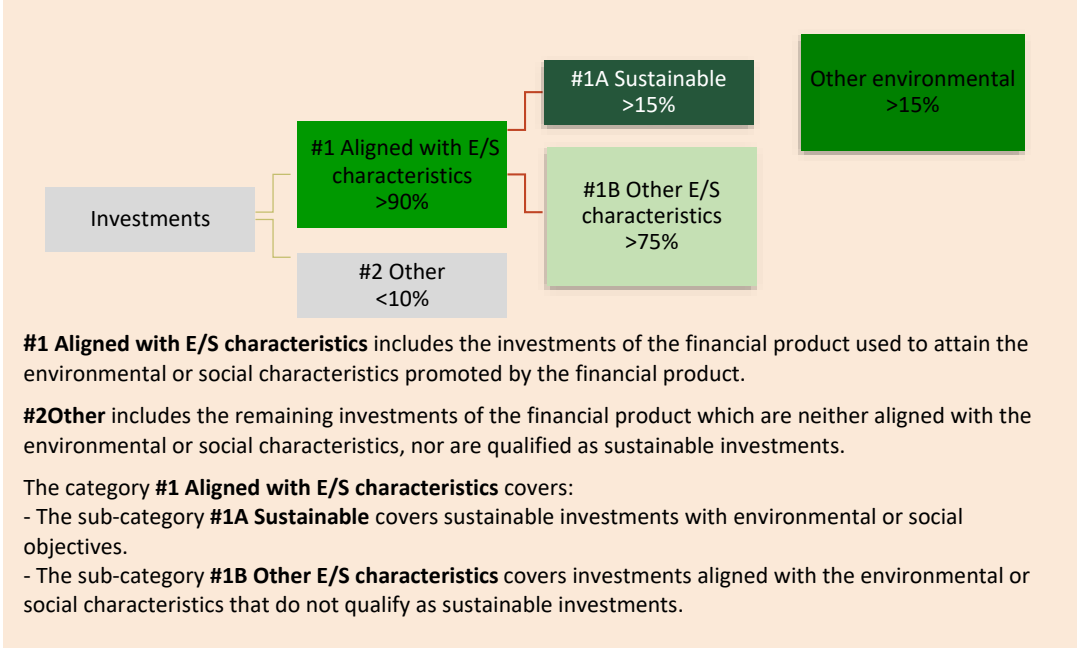 #1A Sustainable
>15%
Other environmental
>15%
#1 Aligned with E/S
characteristics
>90%
#1B Other E/S
characteristics
>75%
Investments
#2 Other
<10%
#1 Aligned with E/S characteristics includes the investments of the financial product used to attain the
environmental or social characteristics promoted by the financial product.
#2Other includes the remaining investments of the financial product which are neither aligned with the
environmental or social characteristics, nor are qualified as sustainable investments.
The category #1 Aligned with E/S characteristics covers:
- The sub-category #1A Sustainable covers sustainable investments with environmental or social
objectives.
- The sub-category #1B Other E/S characteristics covers investments aligned with the environmental or
social characteristics that do not qualify as sustainable investments.